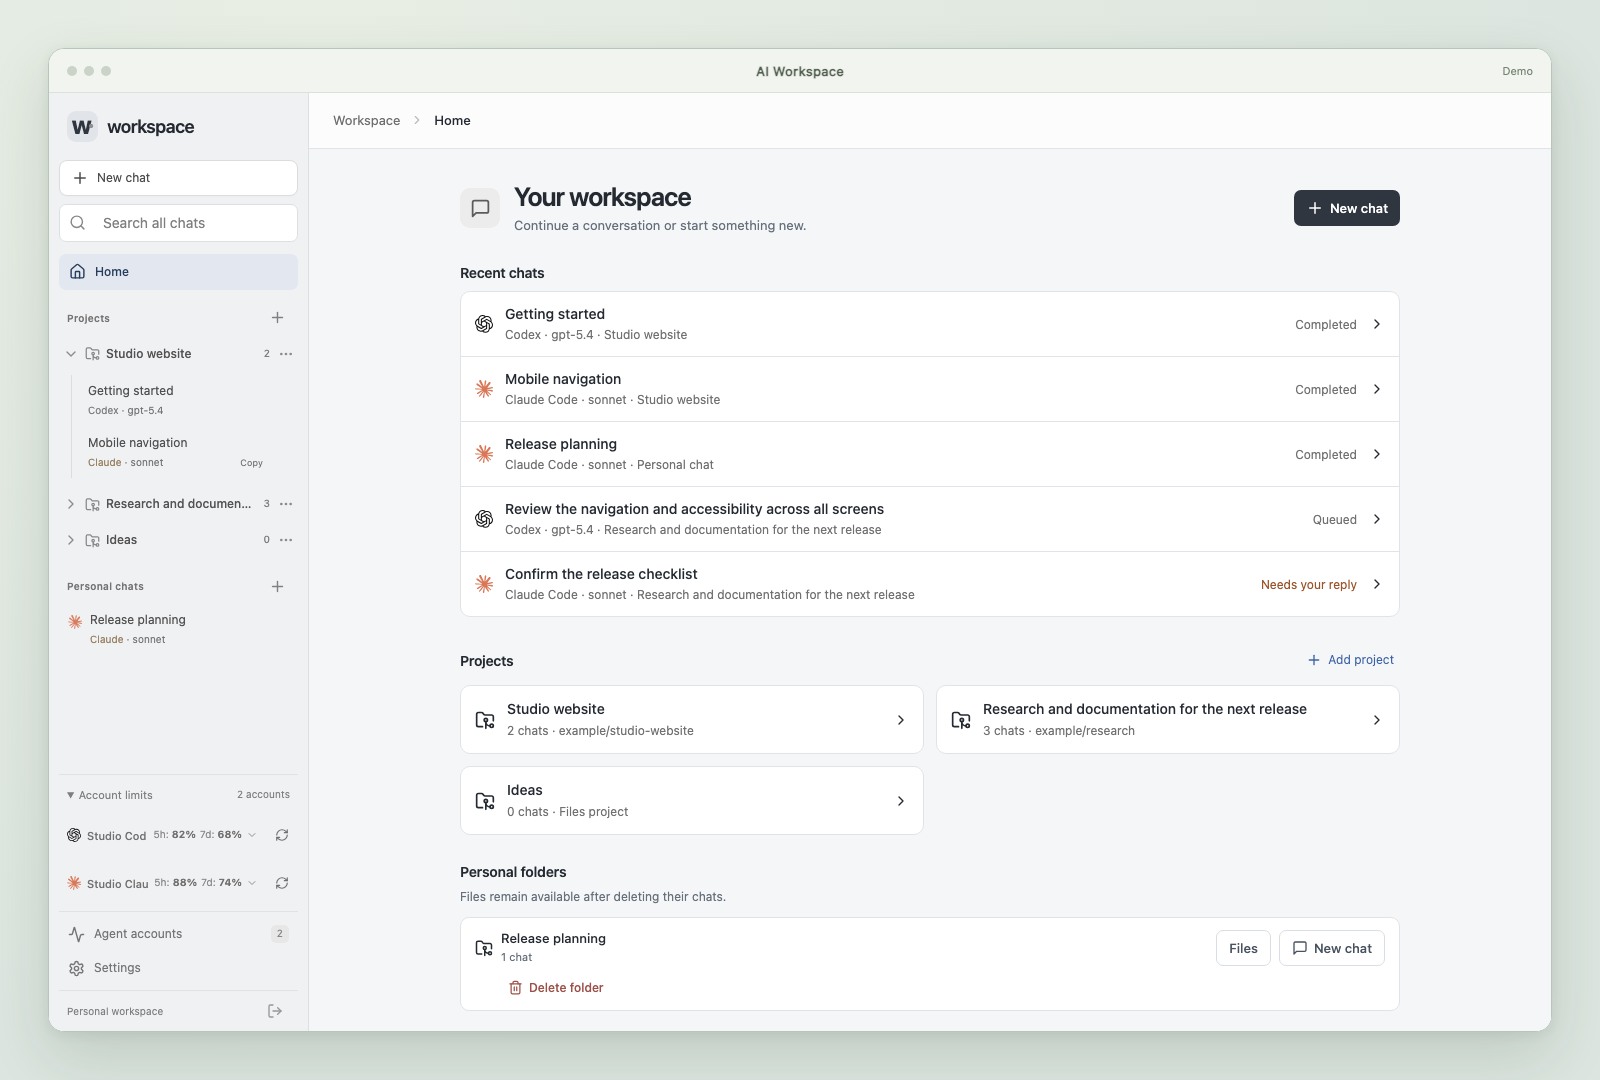 AI Workspace
Demo
workspace
New chat
Search all chats
Home
Projects
Studio website 2
Getting started
Codex · gpt-5.4
Mobile navigation
Claude · sonnet Copy
Research and documen... 3
Ideas 0
Personal chats
Release planning
Claude · sonnet
Account limits 2 accounts
Studio Cod 5h: 82% 7d: 68%
Studio Clau 5h: 88% 7d: 74%
Agent accounts 2
Settings
Personal workspace
Workspace > Home
Your workspace
Continue a conversation or start something new.
New chat
Recent chats
Getting started
Codex · gpt-5.4 · Studio website
Completed
Mobile navigation
Claude Code · sonnet · Studio website
Completed
Release planning
Claude Code · sonnet · Personal chat
Completed
Review the navigation and accessibility across all screens
Codex · gpt-5.4 · Research and documentation for the next release
Queued
Confirm the release checklist
Claude Code · sonnet · Research and documentation for the next release
Needs your reply
Projects
Add project
Studio website
2 chats · example/studio-website
Research and documentation for the next release
3 chats · example/research
Ideas
0 chats · Files project
Personal folders
Files remain available after deleting their chats.
Release planning
1 chat
Files
New chat
Delete folder